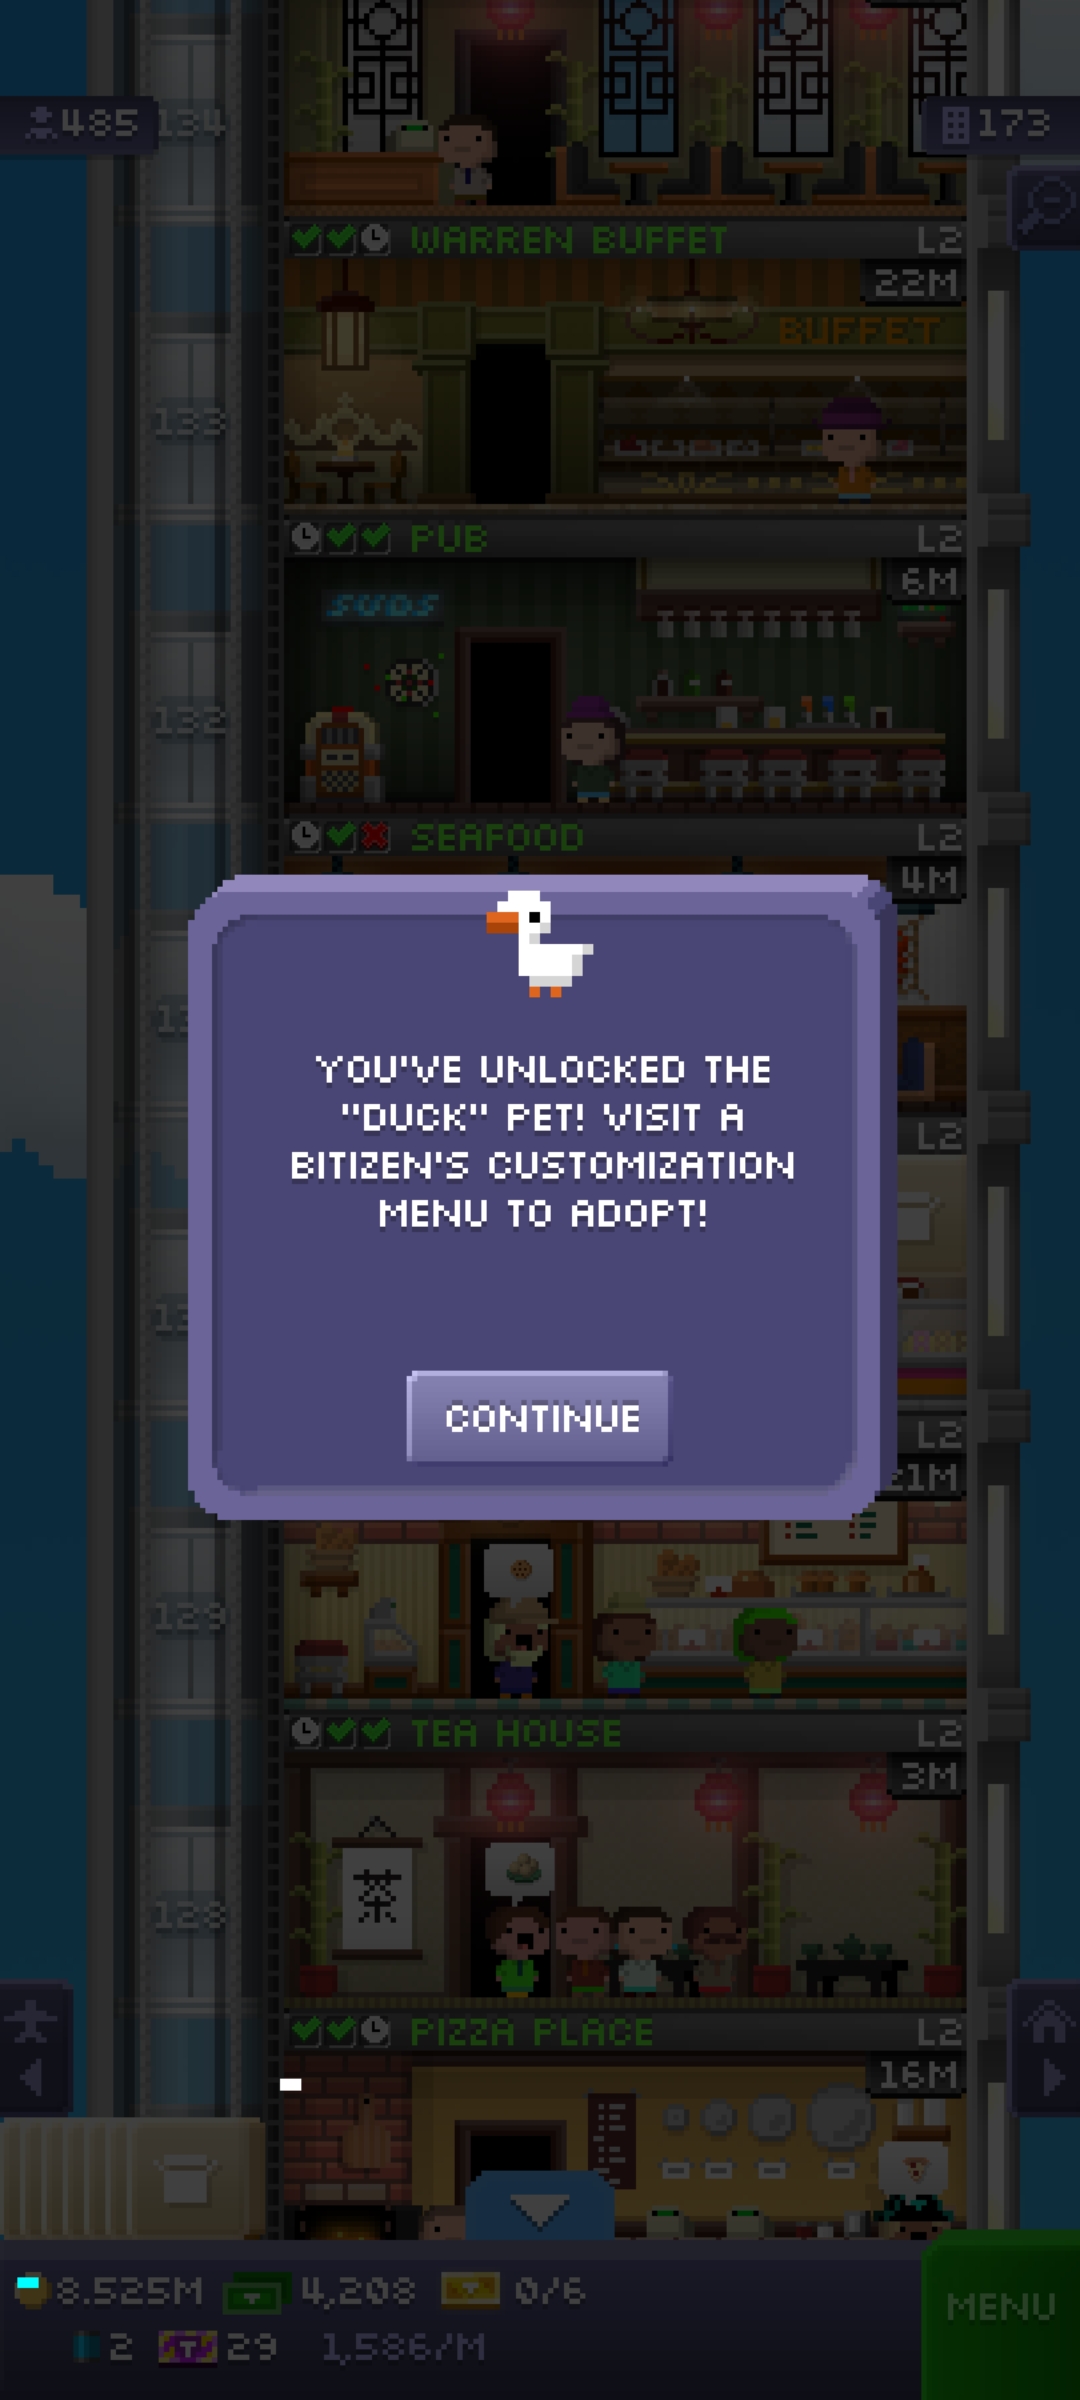 485
134
173
WARREN BUFFET
L2
22M
BUFFET
133
PUB
L2
6M
SUDS
132
SEAFOOD
L2
4M
YOU'VE UNLOCKED THE
"DUCK" PET! VISIT A
BITIZEN'S CUSTOMIZATION
MENU TO ADOPT!
L2
CONTINUE
L2
129
TEA HOUSE
L2
3M
茶
128
PIZZA PLACE
L2
16M
8.525M
4,208
0/6
MENU
2
29
1,586/M